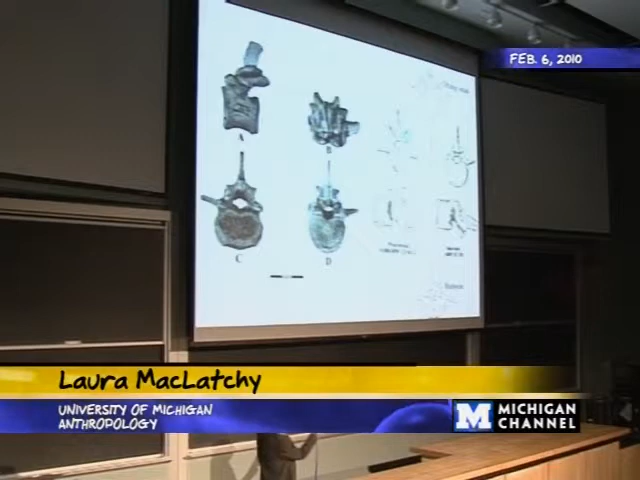 FEB. 6, 2010
A
B
C
D
Laura MacLatchy
UNIVERSITY OF MICHIGAN
ANTHROPOLOGY
M
MICHIGAN
CHANNEL